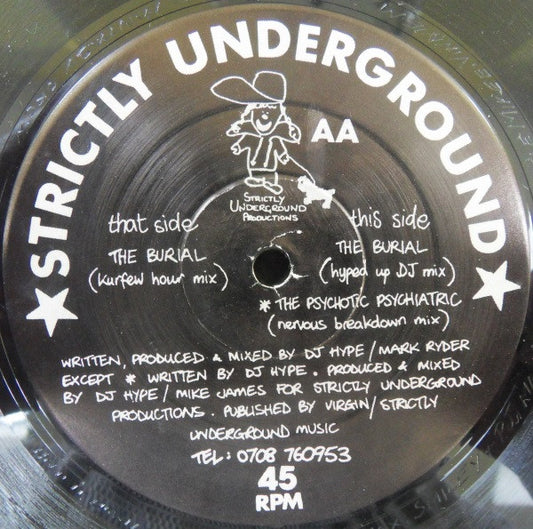 ★ STRICTLY UNDERGROUND ★
AA
STRICTLY
UNDERGROUND
PRODUCTIONS
that side
THE BURIAL
(Kurfew hour mix)
this side
THE BURIAL
(hyped up DJ mix)
* THE PSYCHOTIC PSYCHIATRIC
(nervous breakdown mix)
WRITTEN, PRODUCED & MIXED BY DJ HYPE / MARK RYDER
EXCEPT * WRITTEN BY DJ HYPE. PRODUCED & MIXED
BY DJ HYPE / MIKE JAMES FOR STRICTLY UNDERGROUND
PRODUCTIONS. PUBLISHED BY VIRGIN / STRICTLY
UNDERGROUND MUSIC
TEL: 0708 760953
45
RPM